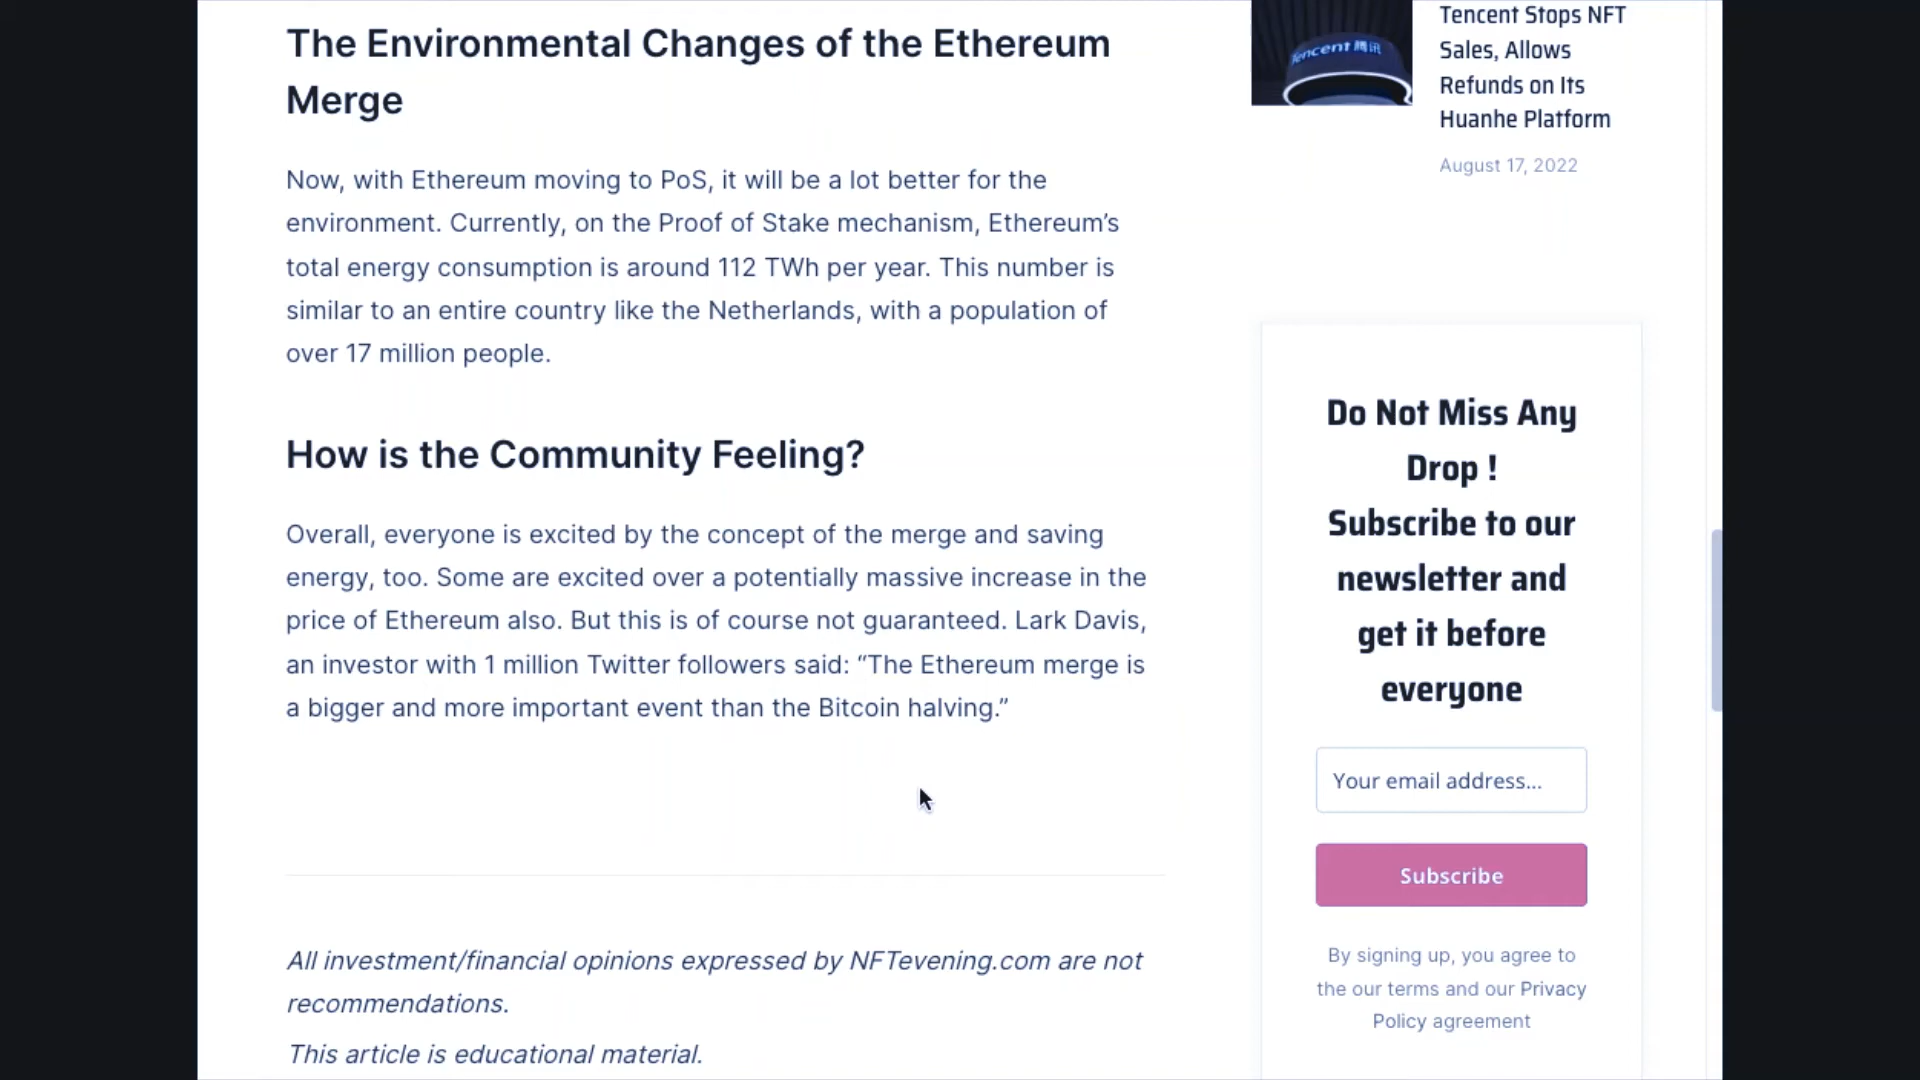 The Environmental Changes of the Ethereum
Merge
Now, with Ethereum moving to PoS, it will be a lot better for the
environment. Currently, on the Proof of Stake mechanism, Ethereum’s
total energy consumption is around 112 TWh per year. This number is
similar to an entire country like the Netherlands, with a population of
over 17 million people.
How is the Community Feeling?
Overall, everyone is excited by the concept of the merge and saving
energy, too. Some are excited over a potentially massive increase in the
price of Ethereum also. But this is of course not guaranteed. Lark Davis,
an investor with 1 million Twitter followers said: “The Ethereum merge is
a bigger and more important event than the Bitcoin halving.”
All investment/financial opinions expressed by NFTevening.com are not
recommendations.
This article is educational material.
Tencent 腾讯
Tencent Stops NFT
Sales, Allows
Refunds on Its
Huanhe Platform
August 17, 2022
Do Not Miss Any
Drop !
Subscribe to our
newsletter and
get it before
everyone
Your email address...
Subscribe
By signing up, you agree to
the our terms and our Privacy
Policy agreement